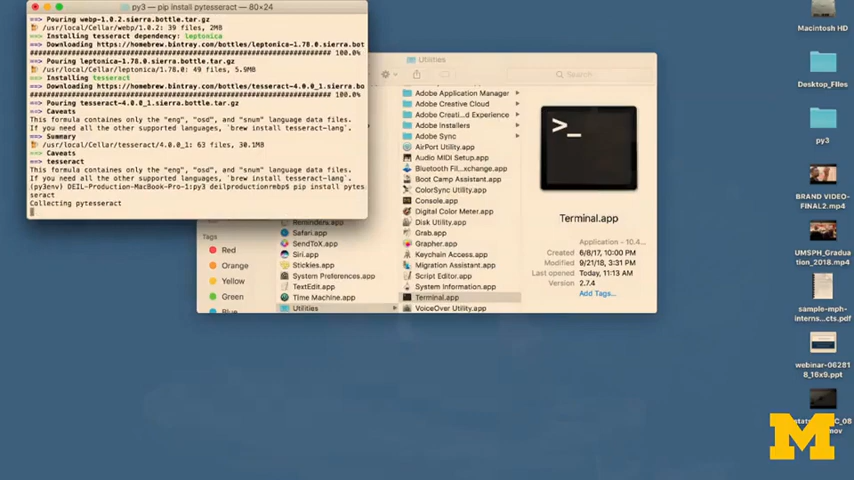 py3 — pip install pytesseract — 80×24
==> Pouring webp-1.0.2.sierra.bottle.tar.gz
/usr/local/Cellar/webp/1.0.2: 39 files, 2MB
==> Installing tesseract dependency: leptonica
==> Downloading https://homebrew.bintray.com/bottles/leptonica-1.78.0.sierra.bot
######################################################################## 100.0%
==> Pouring leptonica-1.78.0.sierra.bottle.tar.gz
/usr/local/Cellar/leptonica/1.78.0: 49 files, 5.9MB
==> Installing tesseract
==> Downloading https://homebrew.bintray.com/bottles/tesseract-4.0.0_1.sierra.bo
######################################################################## 100.0%
==> Pouring tesseract-4.0.0_1.sierra.bottle.tar.gz
==> Caveats
This formula containes only the "eng", "osd", and "snum" language data files.
If you need all the other supported languages, `brew install tesseract-lang`.
==> Summary
/usr/local/Cellar/tesseract/4.0.0_1: 63 files, 30.1MB
==> Caveats
==> tesseract
This formula containes only the "eng", "osd", and "snum" language data files.
If you need all the other supported languages, `brew install tesseract-lang`.
(py3env) DEIL-Production-MacBook-Pro-1:py3 deilproductionmbp$ pip install pytes
seract
Collecting pytesseract
Utilities
Search
Adobe Application Manager
Adobe Creative Cloud
Adobe Creati...d Experience
Adobe Installers
Adobe Sync
AirPort Utility.app
Audio MIDI Setup.app
Bluetooth Fil...xchange.app
Boot Camp Assistant.app
ColorSync Utility.app
Console.app
Digital Color Meter.app
Disk Utility.app
Grab.app
Grapher.app
Keychain Access.app
Migration Assistant.app
Script Editor.app
System Information.app
Terminal.app
VoiceOver Utility.app
Reminders.app
Safari.app
SendToX.app
Siri.app
Stickies.app
System Preferences.app
TextEdit.app
Time Machine.app
Utilities
Tags
Red
Orange
Yellow
Green
Blue
>_
Terminal.app
Application - 10.4...
Created 6/8/17, 10:00 PM
Modified 9/21/18, 3:31 PM
Last opened Today, 11:13 AM
Version 2.7.4
Add Tags...
Macintosh HD
Desktop_Files
py3
BRAND VIDEO-
FINAL2.mp4
UMSPH_Gradua
tion_2018.mp4
sample-mph-
interns...cts.pdf
webinar-06281
8_16x9.ppt
M